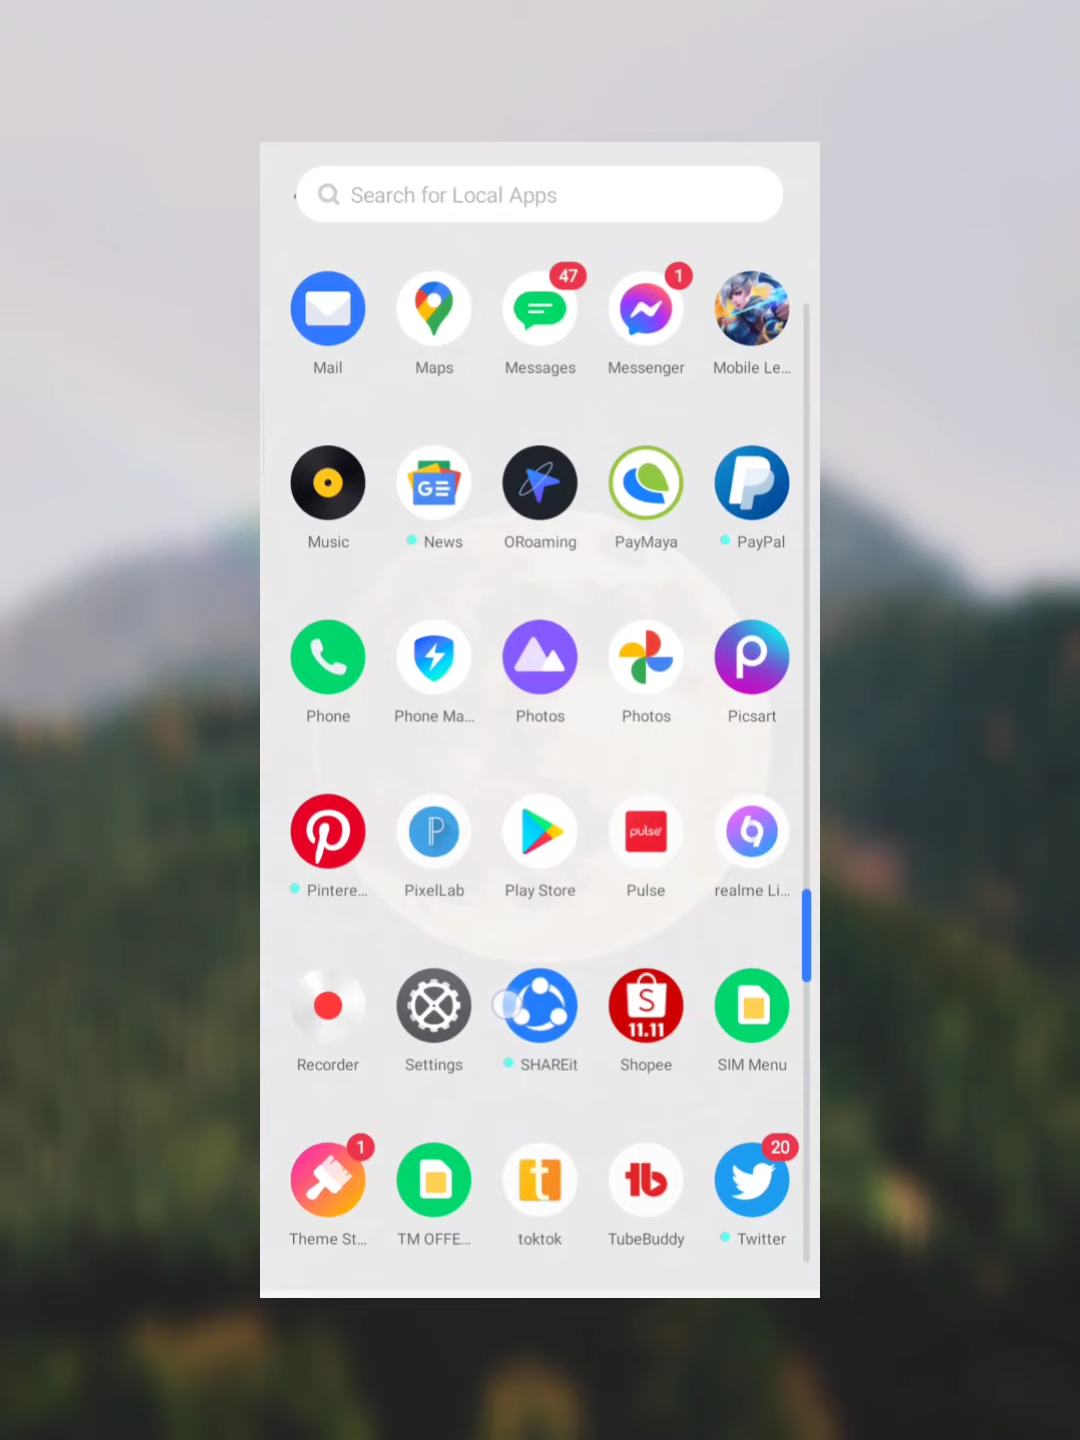 Search for Local Apps
47
1
Mail
Maps
Messages
Messenger
Mobile Le...
GE
Music
News
ORoaming
PayMaya
PayPal
Phone
Phone Ma...
Photos
Photos
Picsart
P
pulse
Pintere...
PixelLab
Play Store
Pulse
realme Li...
S
11.11
Recorder
Settings
SHAREit
Shopee
SIM Menu
1
20
t
tb
Theme St...
TM OFFE...
toktok
TubeBuddy
Twitter